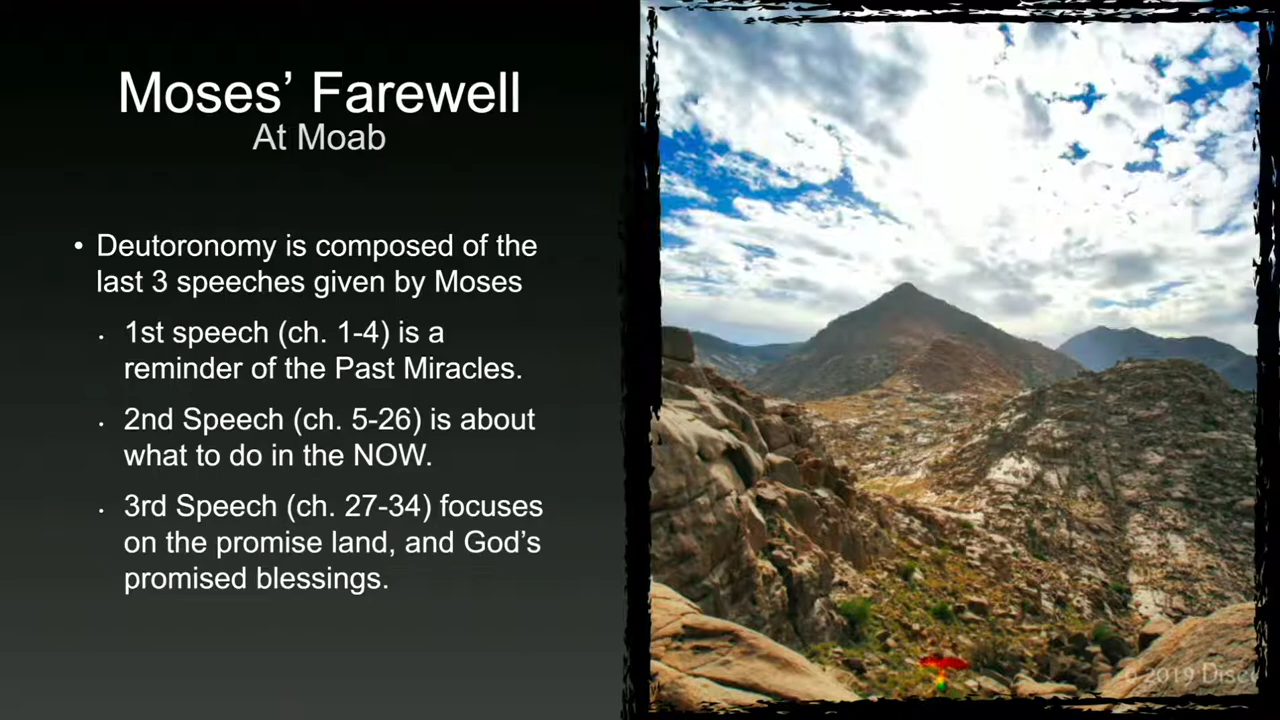 Moses’ Farewell
At Moab
• Deutoronomy is composed of the
last 3 speeches given by Moses
• 1st speech (ch. 1-4) is a
reminder of the Past Miracles.
• 2nd Speech (ch. 5-26) is about
what to do in the NOW.
• 3rd Speech (ch. 27-34) focuses
on the promise land, and God’s
promised blessings.
© 2019